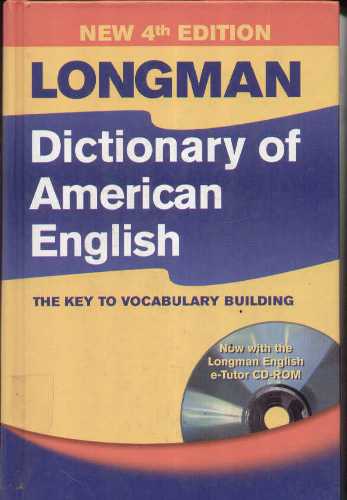 NEW 4th EDITION
LONGMAN
Dictionary of
American
English
THE KEY TO VOCABULARY BUILDING
Now with the
Longman English
e-Tutor CD-ROM